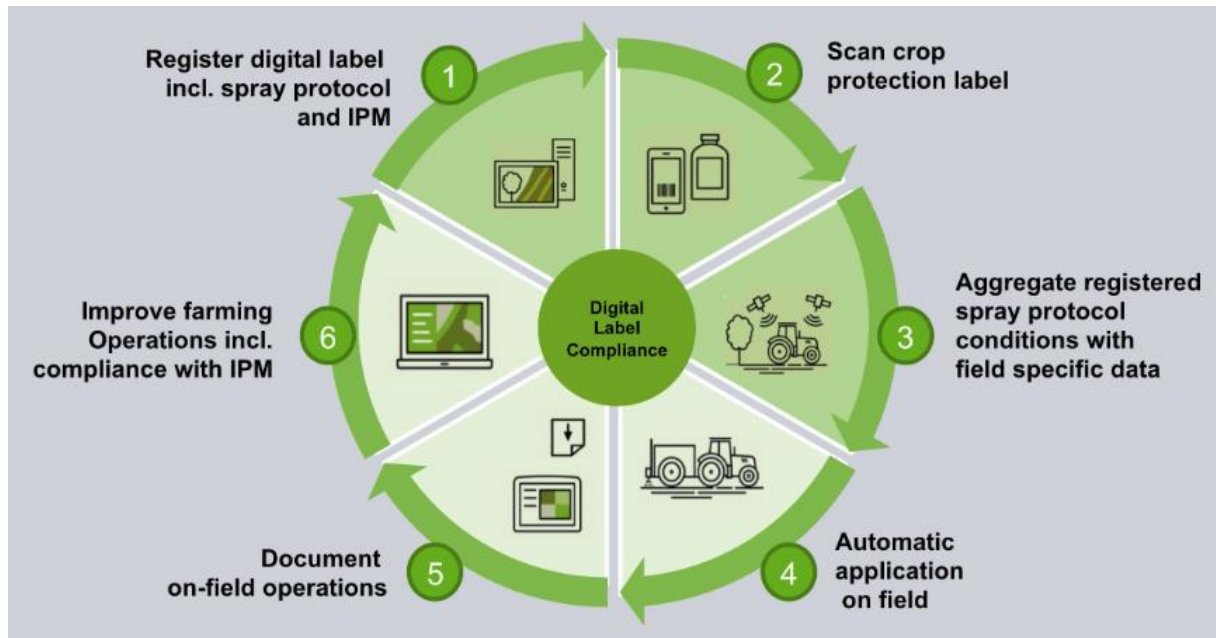 1
Register digital label
incl. spray protocol
and IPM
2
Scan crop
protection label
3
Aggregate registered
spray protocol
conditions with
field specific data
4
Automatic
application
on field
5
Document
on-field operations
6
Improve farming
Operations incl.
compliance with IPM
Digital
Label
Compliance